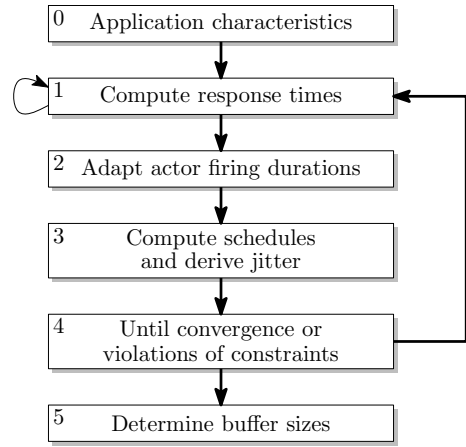 0 Application characteristics
1 Compute response times
2 Adapt actor firing durations
3 Compute schedules
and derive jitter
4 Until convergence or
violations of constraints
5 Determine buffer sizes